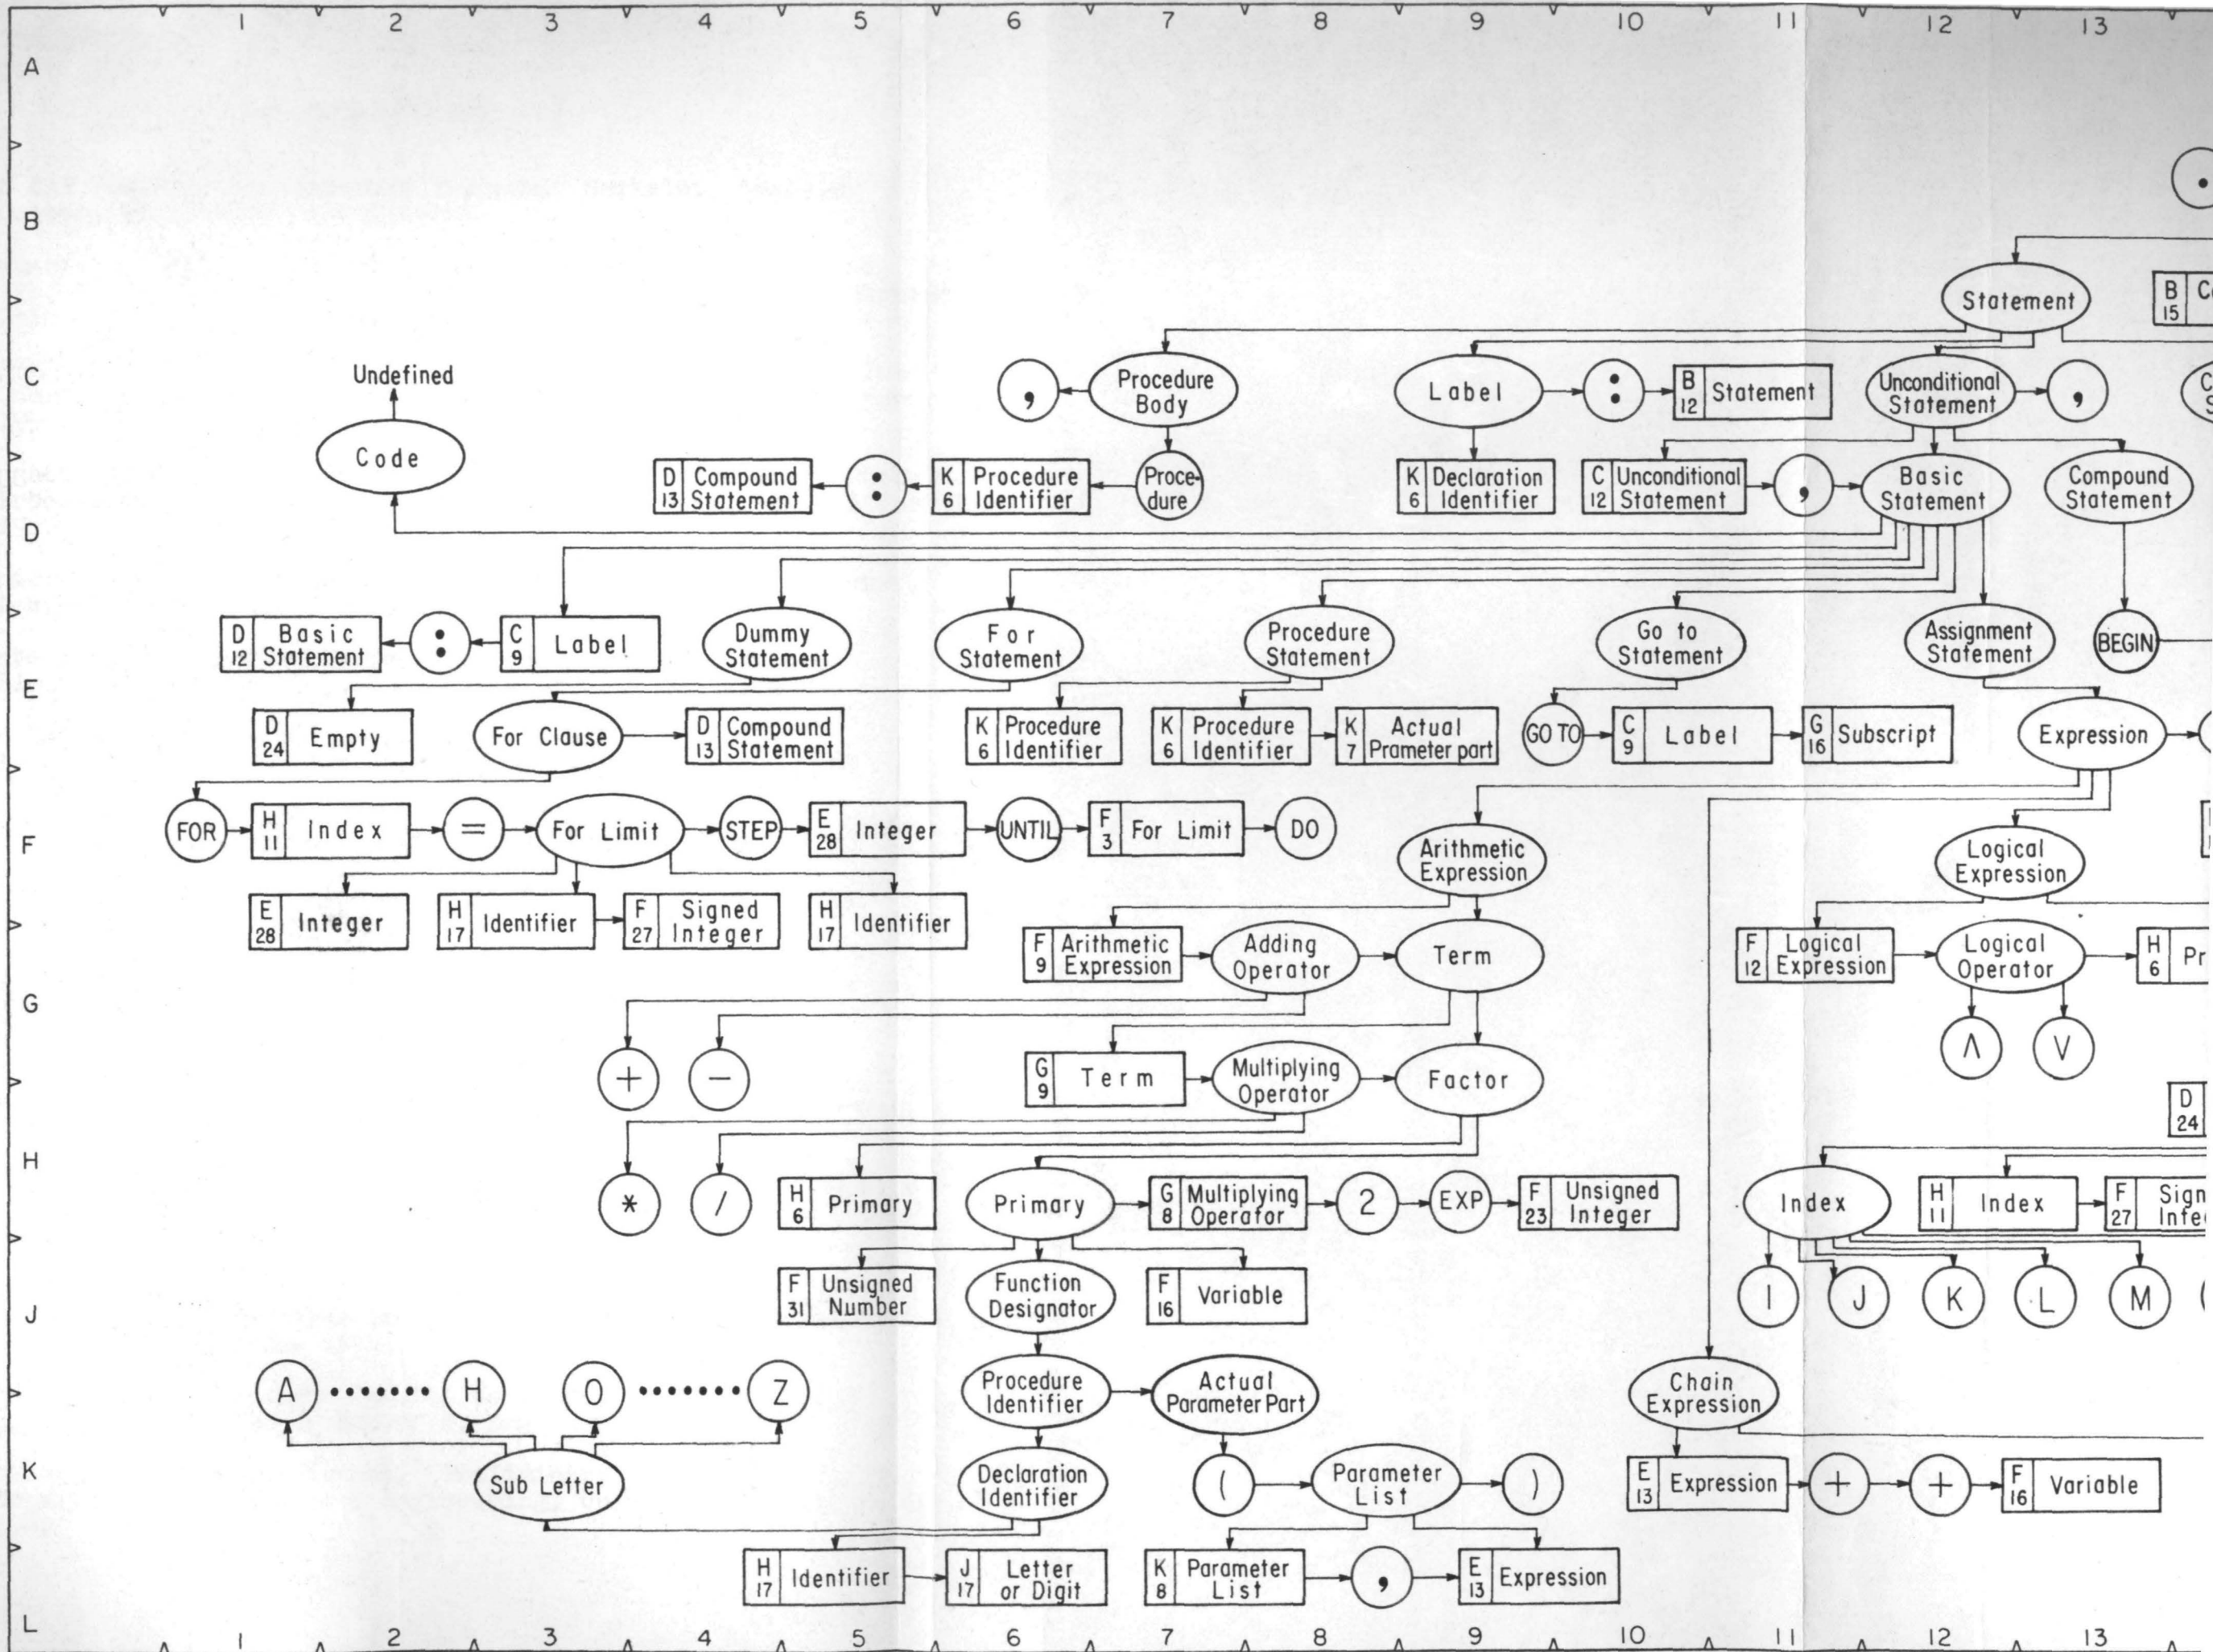 1 2 3 4 5 6 7 8 9 10 11 12 13
A
B
.
Statement
B
15
C
Undefined
,
Procedure
Body
Label
:
B
12
Statement
Unconditional
Statement
,
Code
D
13
Compound
Statement
:
K
6
Procedure
Identifier
Proce-
dure
K
6
Declaration
Identifier
C
12
Unconditional
Statement
,
Basic
Statement
Compound
Statement
D
D
12
Basic
Statement
:
C
9
Label
Dummy
Statement
For
Statement
Procedure
Statement
Go to
Statement
Assignment
Statement
BEGIN
E
D
24
Empty
For Clause
D
13
Compound
Statement
K
6
Procedure
Identifier
K
6
Procedure
Identifier
K
7
Actual
Prameter part
GO TO
C
9
Label
G
16
Subscript
Expression
F
FOR
H
11
Index
=
For Limit
STEP
E
28
Integer
UNTIL
F
3
For Limit
DO
Arithmetic
Expression
Logical
Expression
E
28
Integer
H
17
Identifier
F
27
Signed
Integer
H
17
Identifier
F
9
Arithmetic
Expression
Adding
Operator
Term
F
12
Logical
Expression
Logical
Operator
H
6
Pr
G
+
−
G
9
Term
Multiplying
Operator
Factor
Λ
V
D
24
H
*
/
H
6
Primary
Primary
G
8
Multiplying
Operator
2
EXP
F
23
Unsigned
Integer
Index
H
11
Index
F
27
Sign
Inte
J
F
31
Unsigned
Number
Function
Designator
F
16
Variable
I
J
K
L
M
A ....... H
O ....... Z
Procedure
Identifier
Actual
Parameter Part
Chain
Expression
K
Sub Letter
Declaration
Identifier
(
Parameter
List
)
E
13
Expression
+
+
F
16
Variable
H
17
Identifier
J
17
Letter
or Digit
K
8
Parameter
List
,
E
13
Expression
L
1 2 3 4 5 6 7 8 9 10 11 12 13